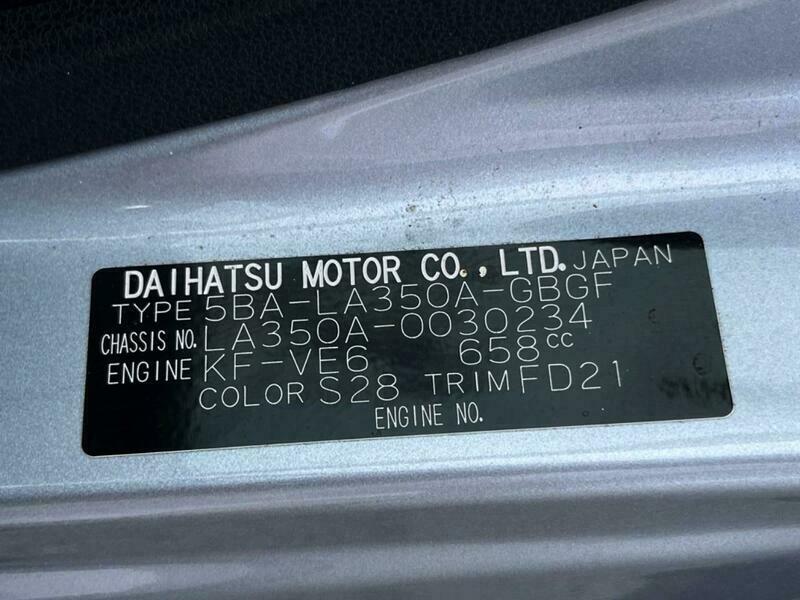 DAIHATSU MOTOR CO., LTD. JAPAN
TYPE 5BA-LA350A-GBGF
CHASSIS NO. LA350A-0030234
ENGINE KF-VE6 658cc
COLOR S28 TRIM FD21
ENGINE NO.